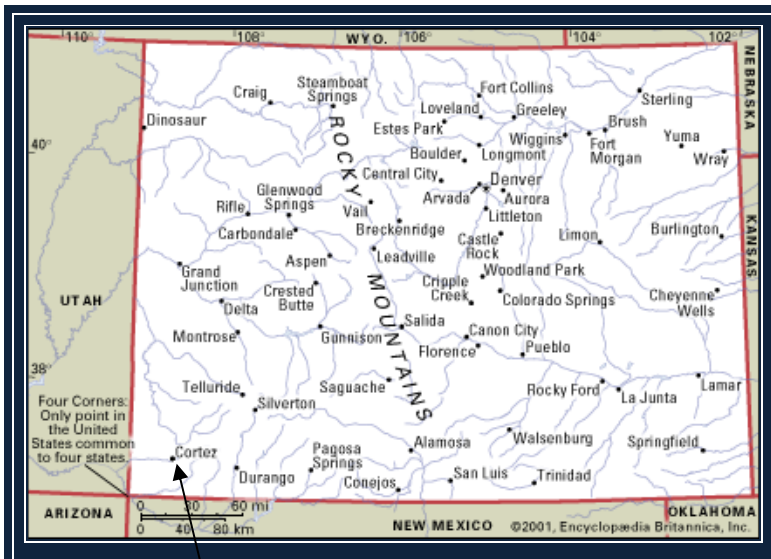 110°
108°
WYO.
106°
104°
102°
NEBRASKA
Steamboat
Springs
Craig
Fort Collins
Loveland
Greeley
Sterling
Dinosaur
Estes Park
Wiggins
Brush
Fort
Morgan
Yuma
Wray
40°
ROCKY
Boulder
Longmont
Central City
Denver
Arvada
Aurora
Glenwood
Springs
Rifle
Vail
Littleton
KANSAS
Carbondale
Breckenridge
Castle
Rock
Limon
Burlington
Aspen
Leadville
Grand
Junction
MOUNTAINS
Woodland Park
Cripple
Creek
Colorado Springs
Cheyenne
Wells
UTAH
Crested
Butte
Delta
Montrose
Gunnison
Salida
Canon City
Florence
Pueblo
38°
Telluride
Saguache
Rocky Ford
La Junta
Lamar
Four Corners:
Only point in
the United
States common
to four states.
Silverton
Cortez
Pagosa
Springs
Alamosa
Walsenburg
Springfield
Durango
Conejos
San Luis
Trinidad
0 30 60 mi
0 40 80 km
ARIZONA
NEW MEXICO
OKLAHOMA
©2001, Encyclopædia Britannica, Inc.